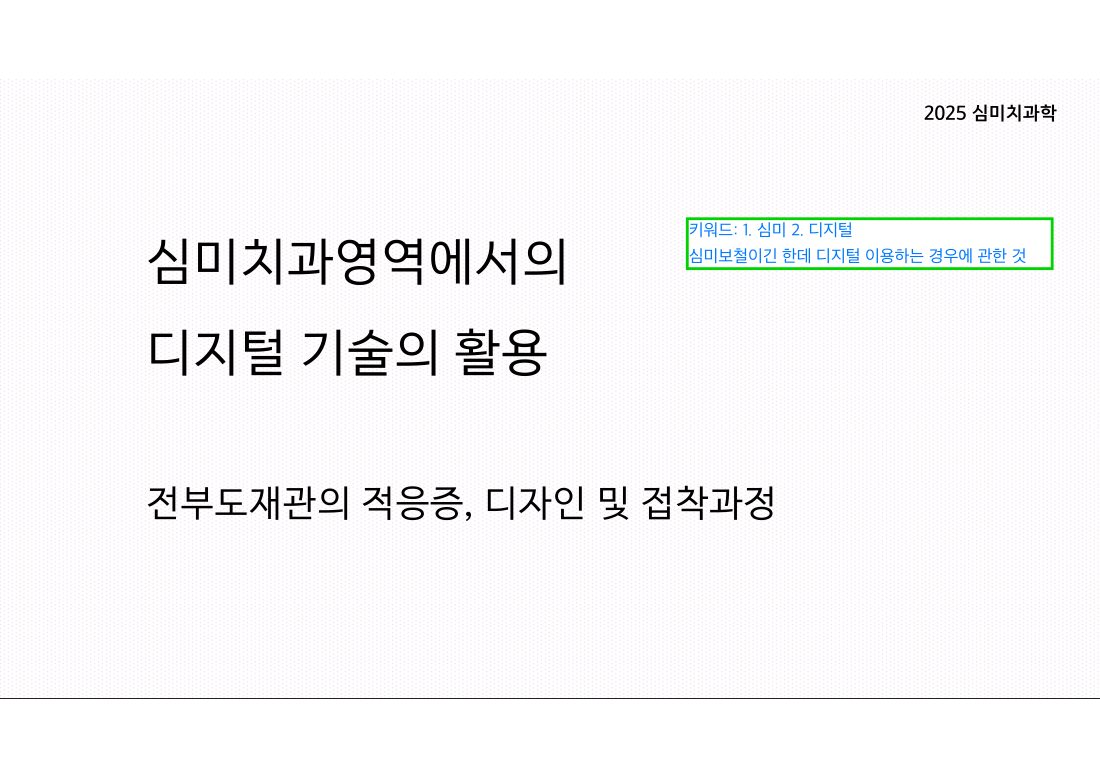 2025 심미치과학
심미치과영역에서의
키워드: 1. 심미 2. 디지털
심미보철이긴 한데 디지털 이용하는 경우에 관한 것
디지털 기술의 활용
전부도재관의 적응증, 디자인 및 접착과정